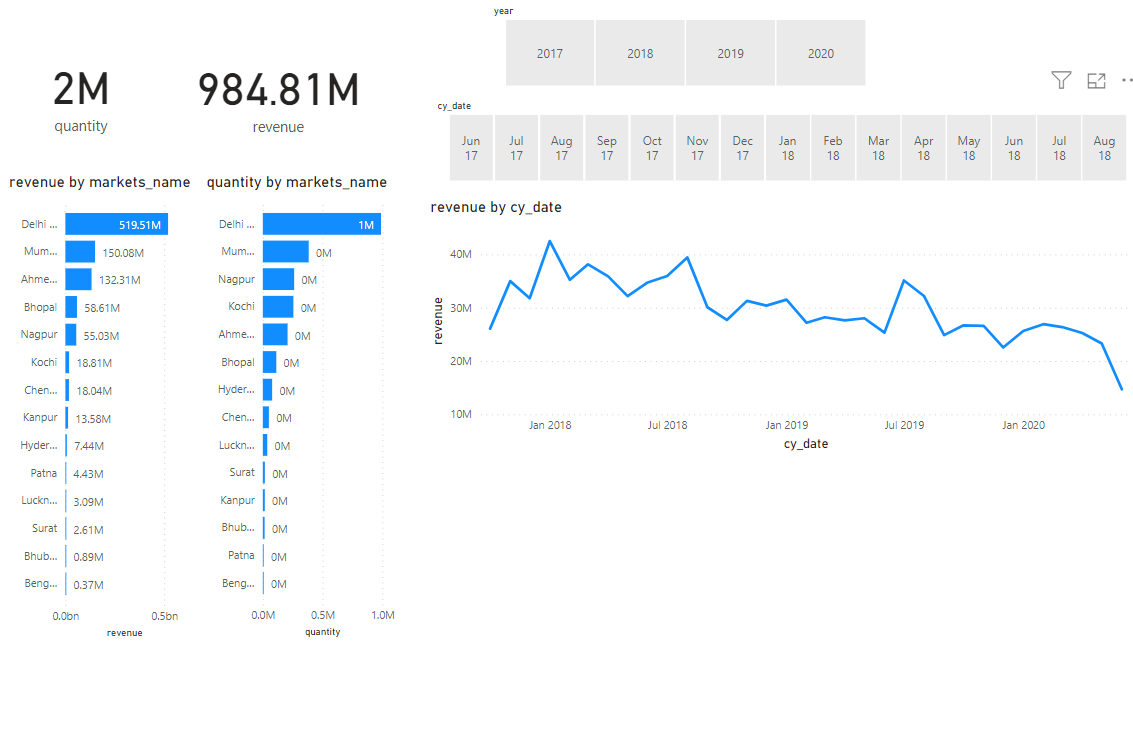 year
2017 2018 2019 2020
2M
quantity
984.81M
revenue
cy_date
Jun 17 Jul 17 Aug 17 Sep 17 Oct 17 Nov 17 Dec 17 Jan 18 Feb 18 Mar 18 Apr 18 May 18 Jun 18 Jul 18 Aug 18
revenue by markets_name
Delhi ... 519.51M
Mum... 150.08M
Ahme... 132.31M
Bhopal 58.61M
Nagpur 55.03M
Kochi 18.81M
Chen... 18.04M
Kanpur 13.58M
Hyder... 7.44M
Patna 4.43M
Luckn... 3.09M
Surat 2.61M
Bhub... 0.89M
Beng... 0.37M
0.0bn 0.5bn
revenue
quantity by markets_name
Delhi ... 1M
Mum... 0M
Nagpur 0M
Kochi 0M
Ahme... 0M
Bhopal 0M
Hyder... 0M
Chen... 0M
Luckn... 0M
Surat 0M
Kanpur 0M
Bhub... 0M
Patna 0M
Beng... 0M
0.0M 0.5M 1.0M
quantity
revenue by cy_date
revenue
40M
30M
20M
10M
Jan 2018 Jul 2018 Jan 2019 Jul 2019 Jan 2020
cy_date